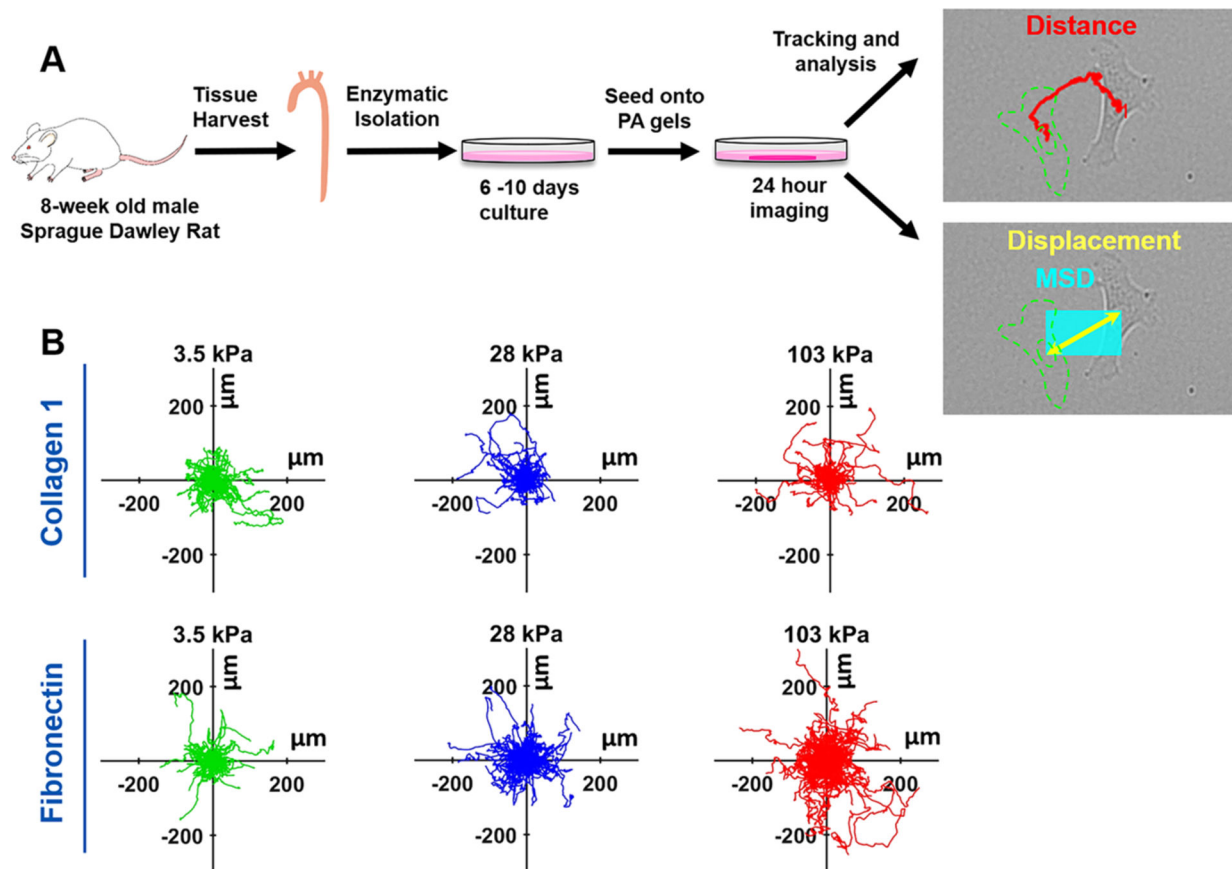 A
Tissue
Harvest
Enzymatic
Isolation
Seed onto
PA gels
Tracking and
analysis
Distance
8-week old male
Sprague Dawley Rat
6 -10 days
culture
24 hour
imaging
Displacement
MSD
B
Collagen 1
3.5 kPa
µm
200
µm
-200
200
-200
28 kPa
µm
200
µm
-200
200
-200
103 kPa
µm
200
µm
-200
200
-200
Fibronectin
3.5 kPa
µm
200
µm
-200
200
-200
28 kPa
µm
200
µm
-200
200
-200
103 kPa
µm
200
µm
-200
200
-200